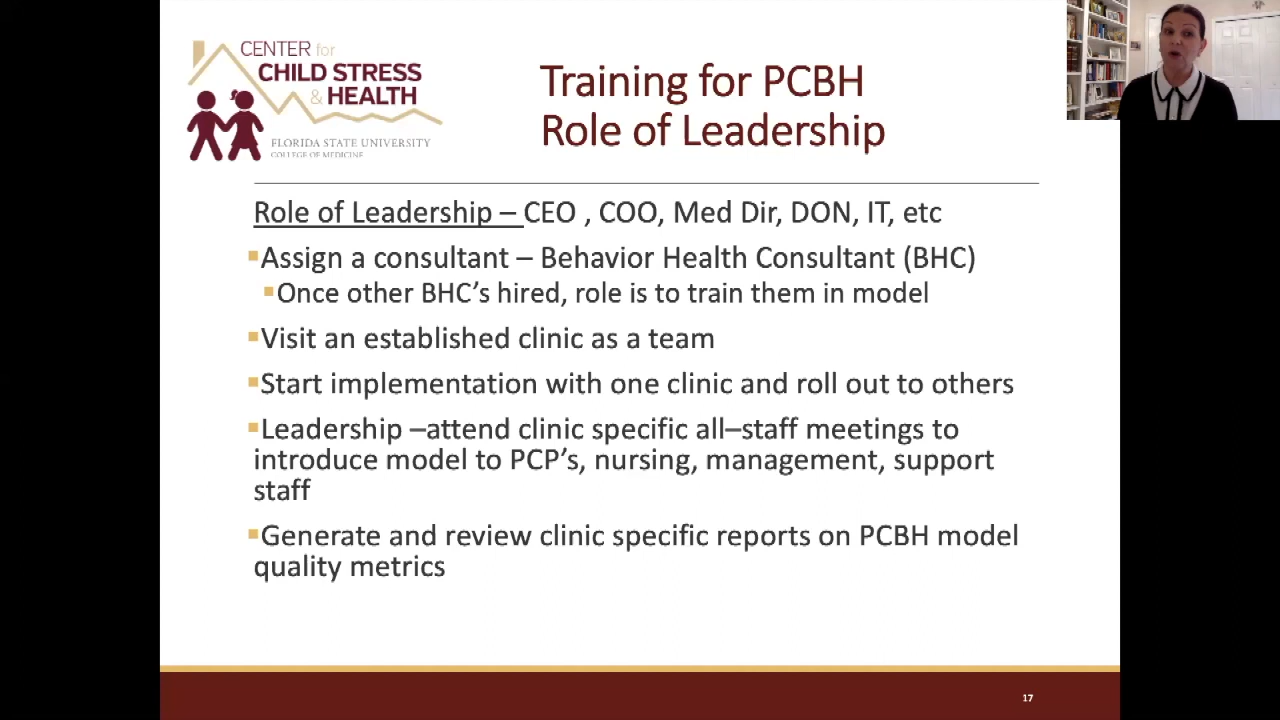 CENTER for
CHILD STRESS
& HEALTH
FLORIDA STATE UNIVERSITY
COLLEGE OF MEDICINE
Training for PCBH
Role of Leadership
Role of Leadership – CEO , COO, Med Dir, DON, IT, etc
▪Assign a consultant – Behavior Health Consultant (BHC)
▪Once other BHC’s hired, role is to train them in model
▪Visit an established clinic as a team
▪Start implementation with one clinic and roll out to others
▪Leadership –attend clinic specific all–staff meetings to
introduce model to PCP’s, nursing, management, support
staff
▪Generate and review clinic specific reports on PCBH model
quality metrics
17